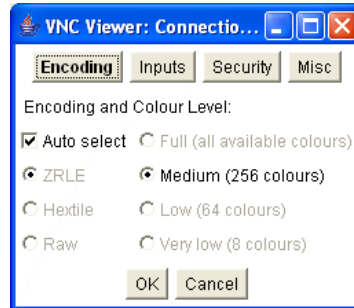 VNC Viewer: Connectio...
Encoding Inputs Security Misc
Encoding and Colour Level:
Auto select Full (all available colours)
ZRLE Medium (256 colours)
Hextile Low (64 colours)
Raw Very low (8 colours)
OK Cancel